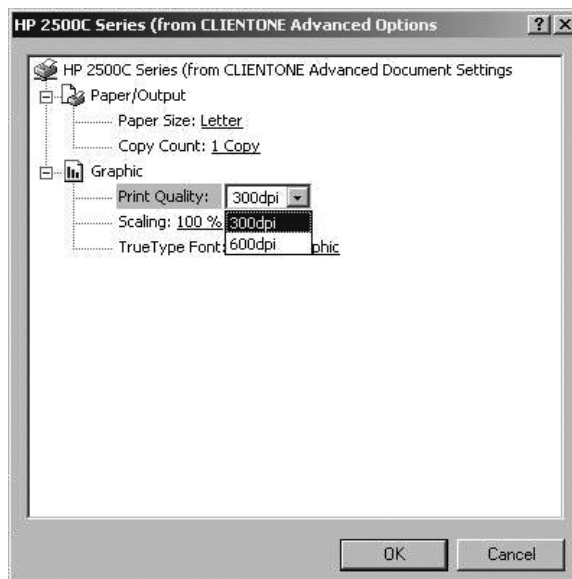 HP 2500C Series (from CLIENTONE Advanced Options
HP 2500C Series (from CLIENTONE Advanced Document Settings
Paper/Output
Paper Size: Letter
Copy Count: 1 Copy
Graphic
Print Quality: 300dpi
Scaling: 100 % 300dpi
TrueType Font: 600dpi phic
OK Cancel